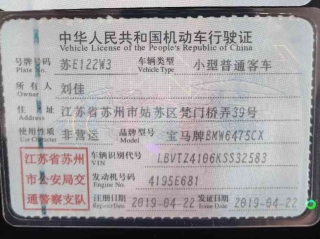 中华人民共和国机动车行驶证
Vehicle License of the People's Republic of China
号牌号码 苏E122W3 车辆类型 小型普通客车
Plate No. Vehicle Type
所有人 刘佳
Owner
住址 江苏省苏州市姑苏区梵门桥弄39号
Address
使用性质 非营运 品牌型号 宝马牌BMW6475CX
Use Character Model
江苏省苏州市公安局交通警察支队
车辆识别代号 LBVTZ4106KSS32583
VIN
发动机号码 4195E681
Engine No.
注册日期 2019-04-22 发证日期 2019-04-22
Register Date Issue Date